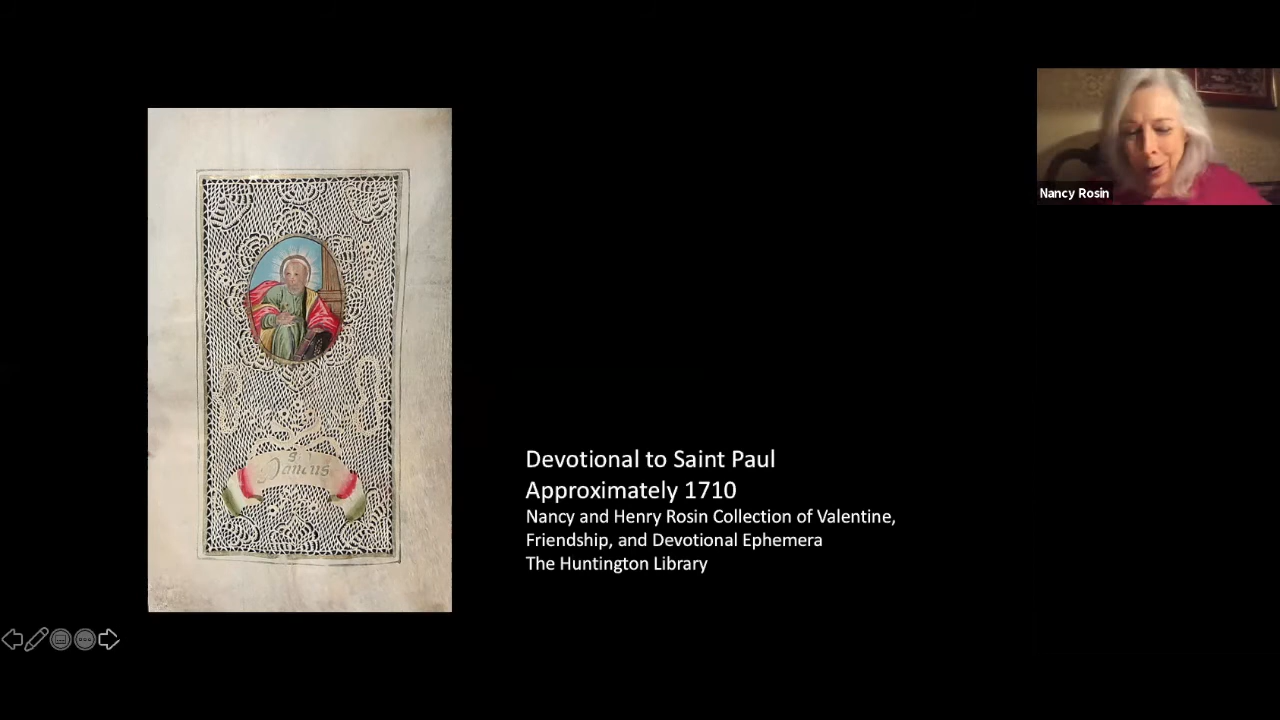 Devotional to Saint Paul
Approximately 1710
Nancy and Henry Rosin Collection of Valentine,
Friendship, and Devotional Ephemera
The Huntington Library
Nancy Rosin